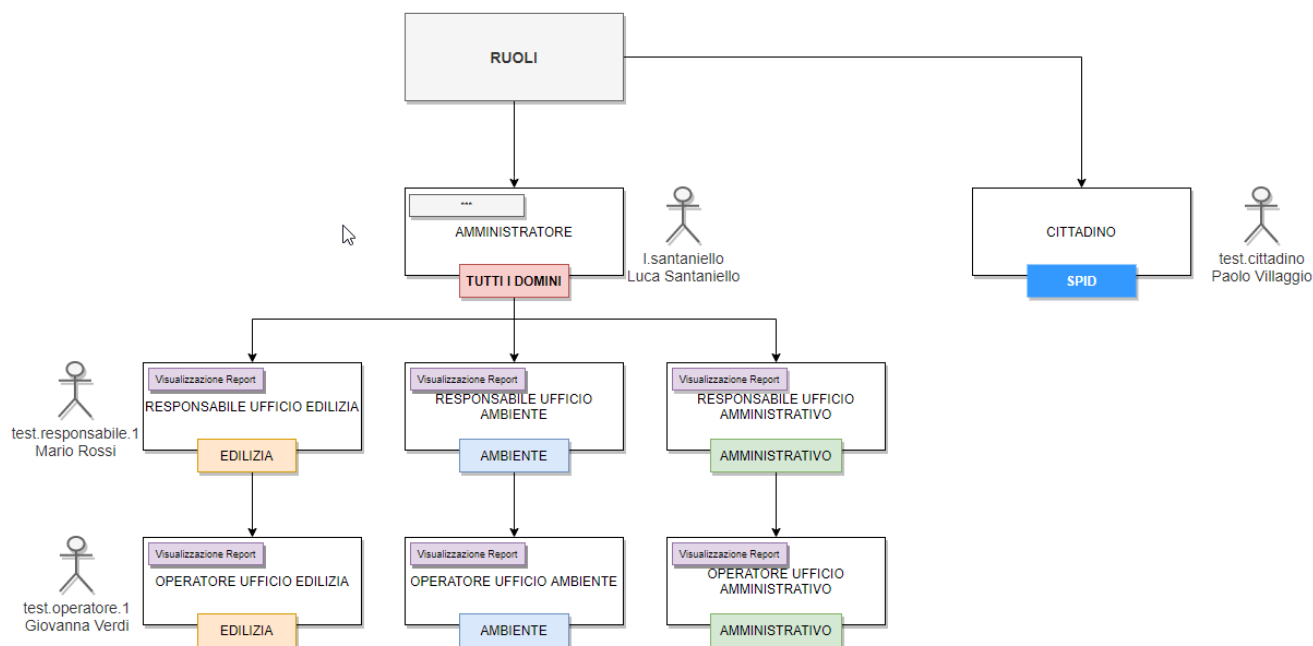 RUOLI
***
AMMINISTRATORE
TUTTI I DOMINI
l.santaniello
Luca Santaniello
CITTADINO
SPID
test.cittadino
Paolo Villaggio
test.responsabile.1
Mario Rossi
Visualizzazione Report
RESPONSABILE UFFICIO EDILIZIA
EDILIZIA
Visualizzazione Report
RESPONSABILE UFFICIO
AMBIENTE
AMBIENTE
Visualizzazione Report
RESPONSABILE UFFICIO
AMMINISTRATIVO
AMMINISTRATIVO
test.operatore.1
Giovanna Verdi
Visualizzazione Report
OPERATORE UFFICIO EDILIZIA
EDILIZIA
Visualizzazione Report
OPERATORE UFFICIO AMBIENTE
AMBIENTE
Visualizzazione Report
OPERATORE UFFICIO
AMMINISTRATIVO
AMMINISTRATIVO